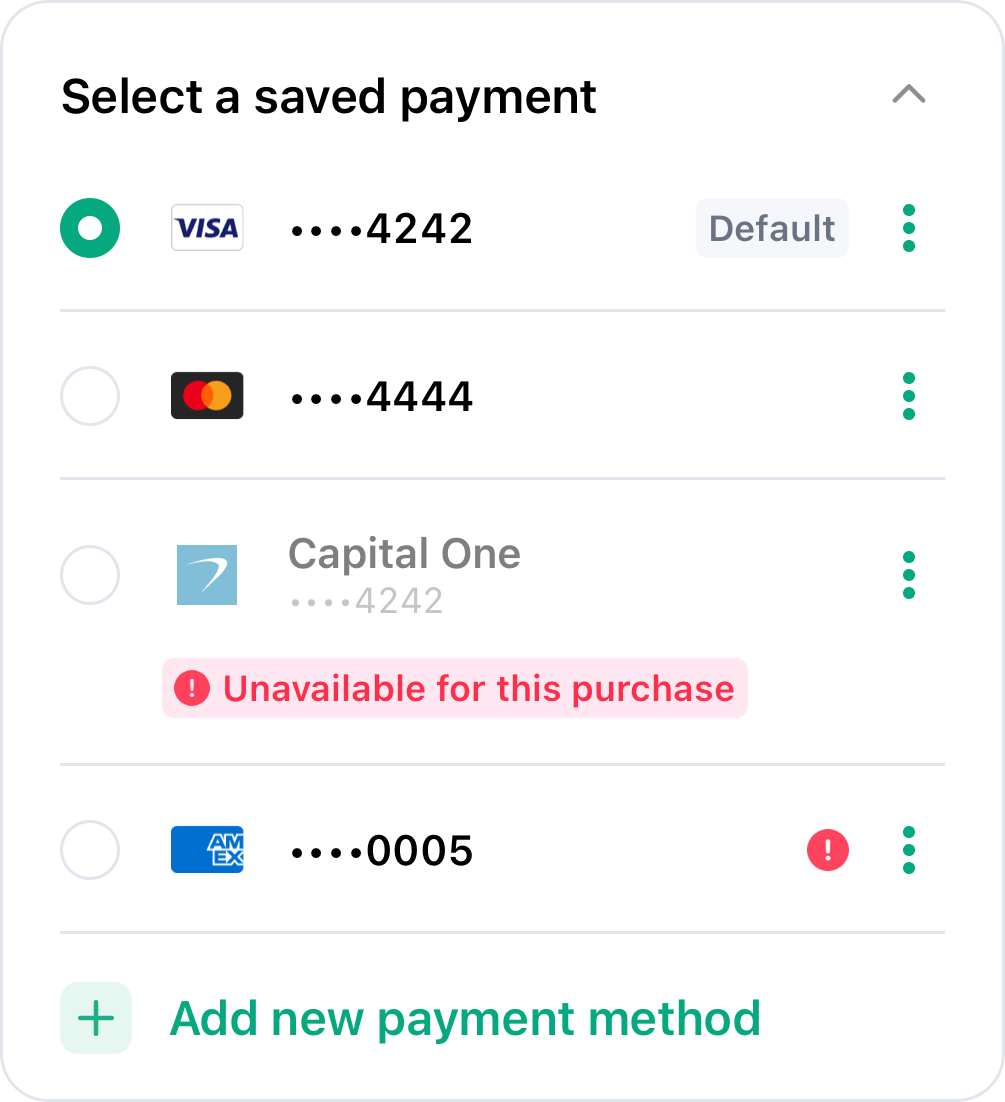 Select a saved payment
VISA ••••4242 Default
••••4444
Capital One
••••4242
! Unavailable for this purchase
AM
EX
••••0005 !
Add new payment method